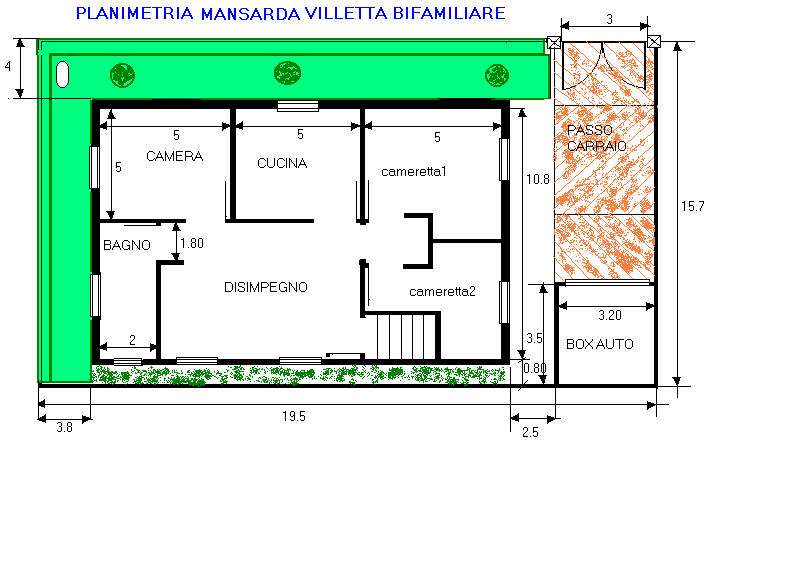 PLANIMETRIA MANSARDA VILLETTA BIFAMILIARE
3
4
5
5
5
CAMERA
CUCINA
cameretta1
PASSO
CARRAIO
5
10.8
15.7
BAGNO
1.80
DISIMPEGNO
cameretta2
3.20
2
3.5
BOX AUTO
0.80
19.5
3.8
2.5